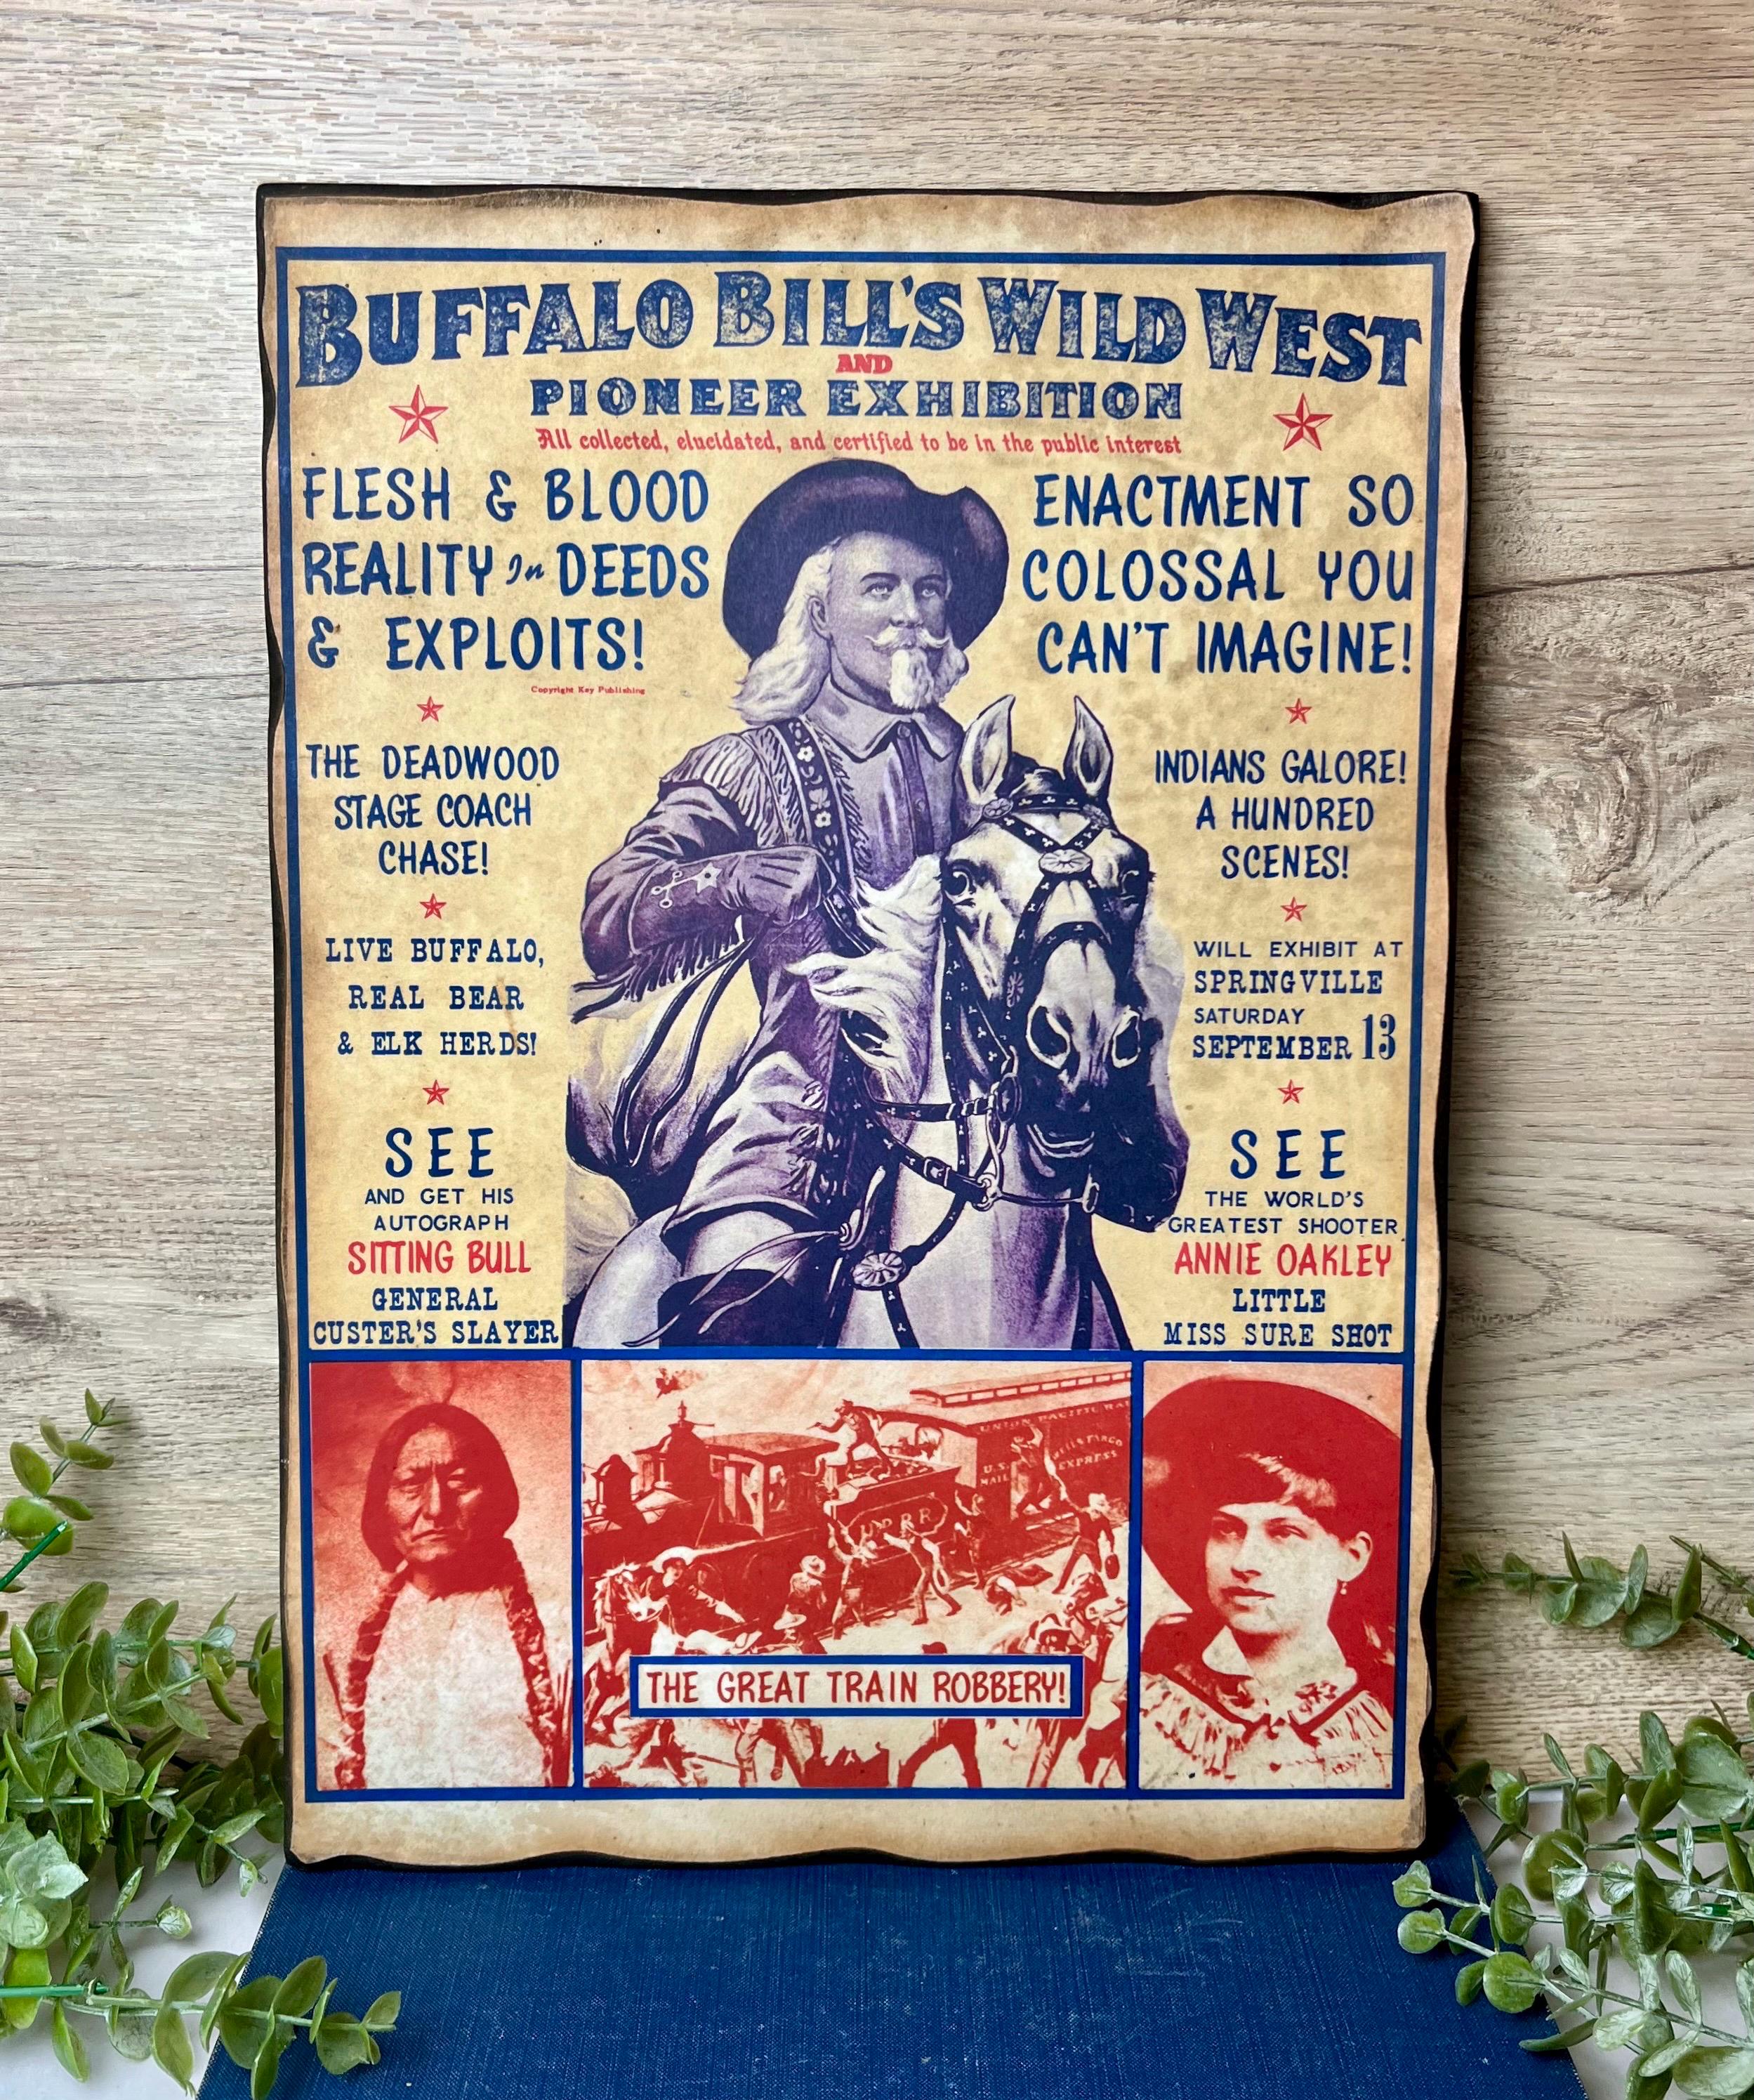 BUFFALO BILL'S WILD WEST
AND
PIONEER EXHIBITION
All collected, elucidated, and certified to be in the public interest
FLESH & BLOOD
REALITY In DEEDS
& EXPLOITS!
Copyright Key Publishing
ENACTMENT SO
COLOSSAL YOU
CAN'T IMAGINE!
THE DEADWOOD
STAGE COACH
CHASE!
INDIANS GALORE!
A HUNDRED
SCENES!
LIVE BUFFALO,
REAL BEAR
& ELK HERDS!
WILL EXHIBIT AT
SPRINGVILLE
SATURDAY
SEPTEMBER 13
SEE
AND GET HIS
AUTOGRAPH
SITTING BULL
GENERAL
CUSTER'S SLAYER
SEE
THE WORLD'S
GREATEST SHOOTER
ANNIE OAKLEY
LITTLE
MISS SURE SHOT
UNION PACIFIC
WELLS FARGO
EXPRESS
U.S.
MAIL
THE GREAT TRAIN ROBBERY!